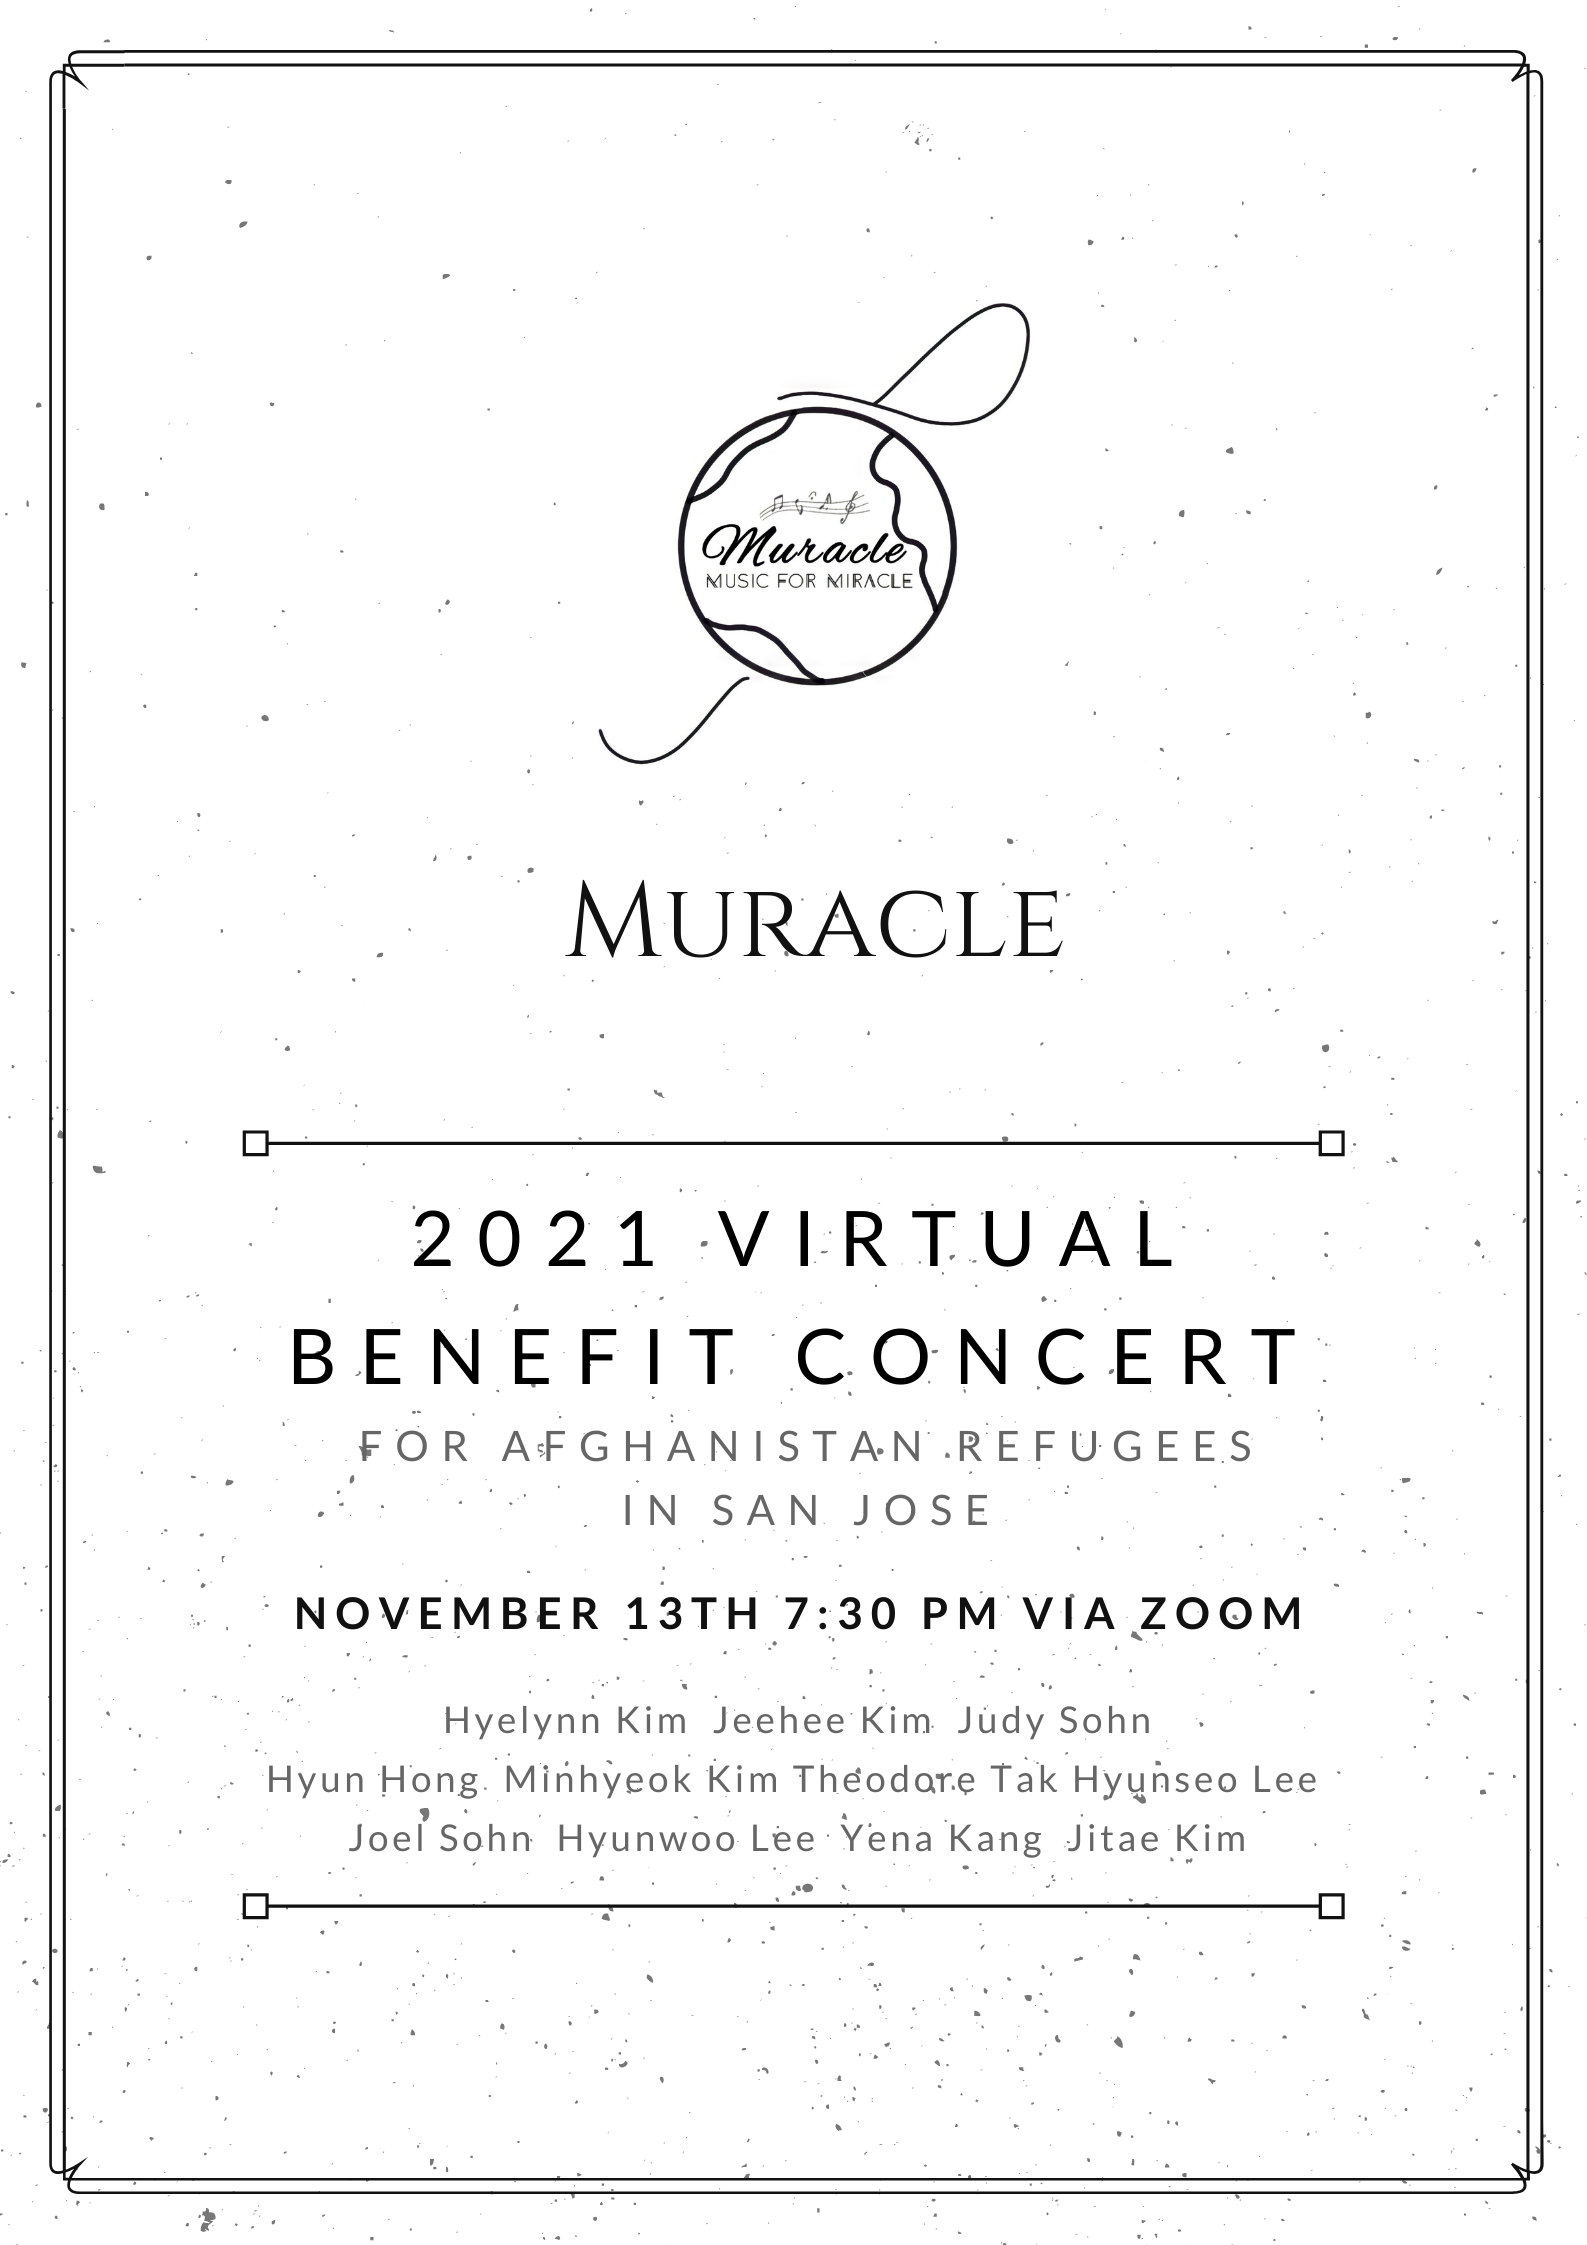 Muracle
MUSIC FOR MIRACLE
MURACLE
2021 VIRTUAL
BENEFIT CONCERT
FOR AFGHANISTAN REFUGEES
IN SAN JOSE
NOVEMBER 13TH 7:30 PM VIA ZOOM
Hyelynn Kim Jeehee Kim Judy Sohn
Hyun Hong Minhyeok Kim Theodore Tak Hyunseo Lee
Joel Sohn Hyunwoo Lee Yena Kang Jitae Kim